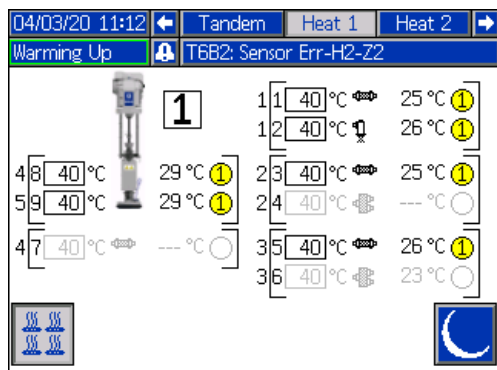 04/03/20 11:12 Tandem Heat 1 Heat 2
Warming Up T6B2: Sensor Err-H2-Z2
1
1 1 40 °C 25 °C 1
1 2 40 °C 26 °C 1
4 8 40 °C 29 °C 1
5 9 40 °C 29 °C 1
2 3 40 °C 25 °C 1
2 4 40 °C --- °C
4 7 40 °C --- °C
3 5 40 °C 26 °C 1
3 6 40 °C 23 °C